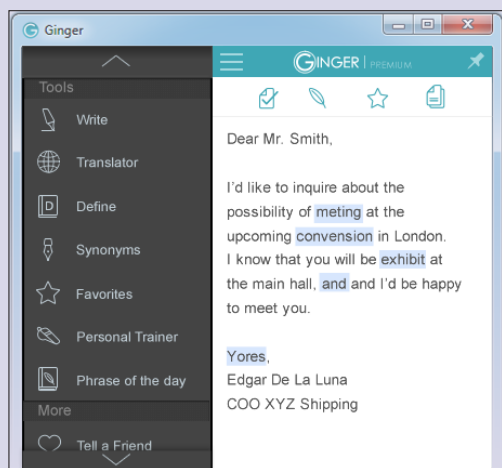 Ginger
Tools
Write
Translator
Define
Synonyms
Favorites
Personal Trainer
Phrase of the day
More
Tell a Friend
GINGER | PREMIUM
Dear Mr. Smith,
I'd like to inquire about the
possibility of meting at the
upcoming convension in London.
I know that you will be exhibit at
the main hall, and and I'd be happy
to meet you.
Yores,
Edgar De La Luna
COO XYZ Shipping